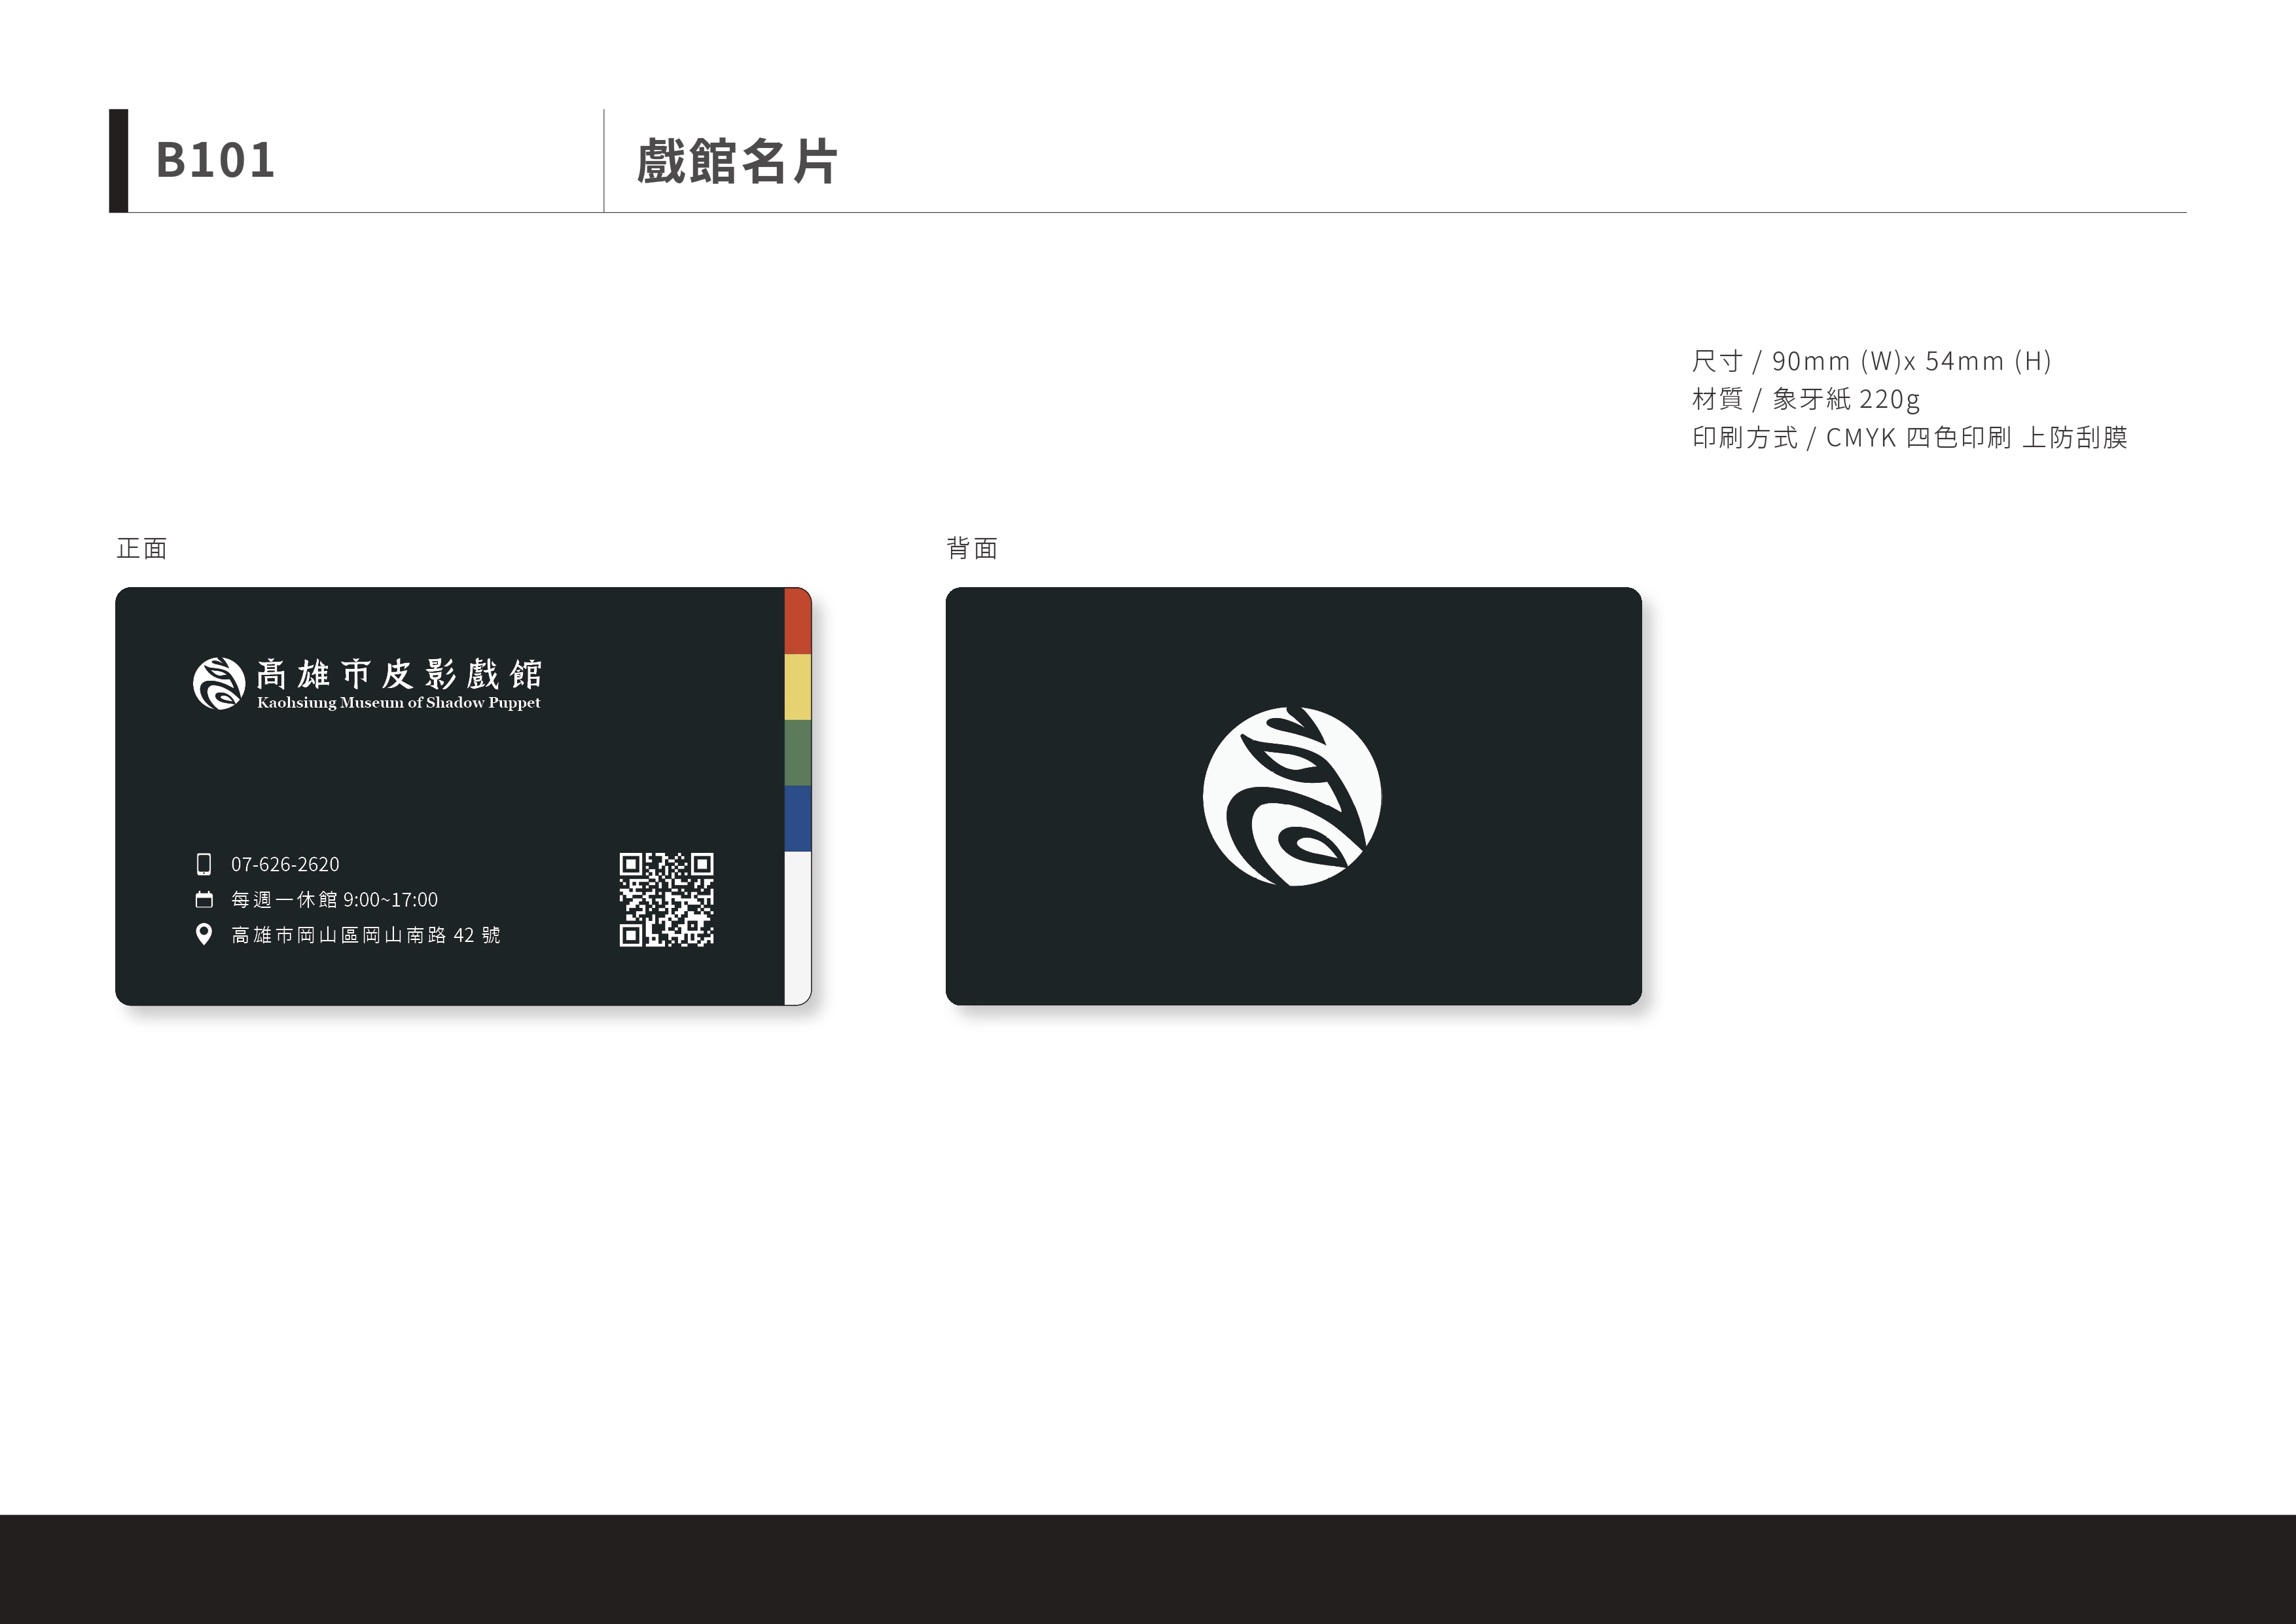 B101
戲館名片
尺寸 / 90mm (W)x 54mm (H)
材質 / 象牙紙 220g
印刷方式 / CMYK 四色印刷 上防刮膜
正面
背面
高雄市皮影戲館
Kaohsiung Museum of Shadow Puppet
07-626-2620
每週一休館 9:00~17:00
高雄市岡山區岡山南路 42 號